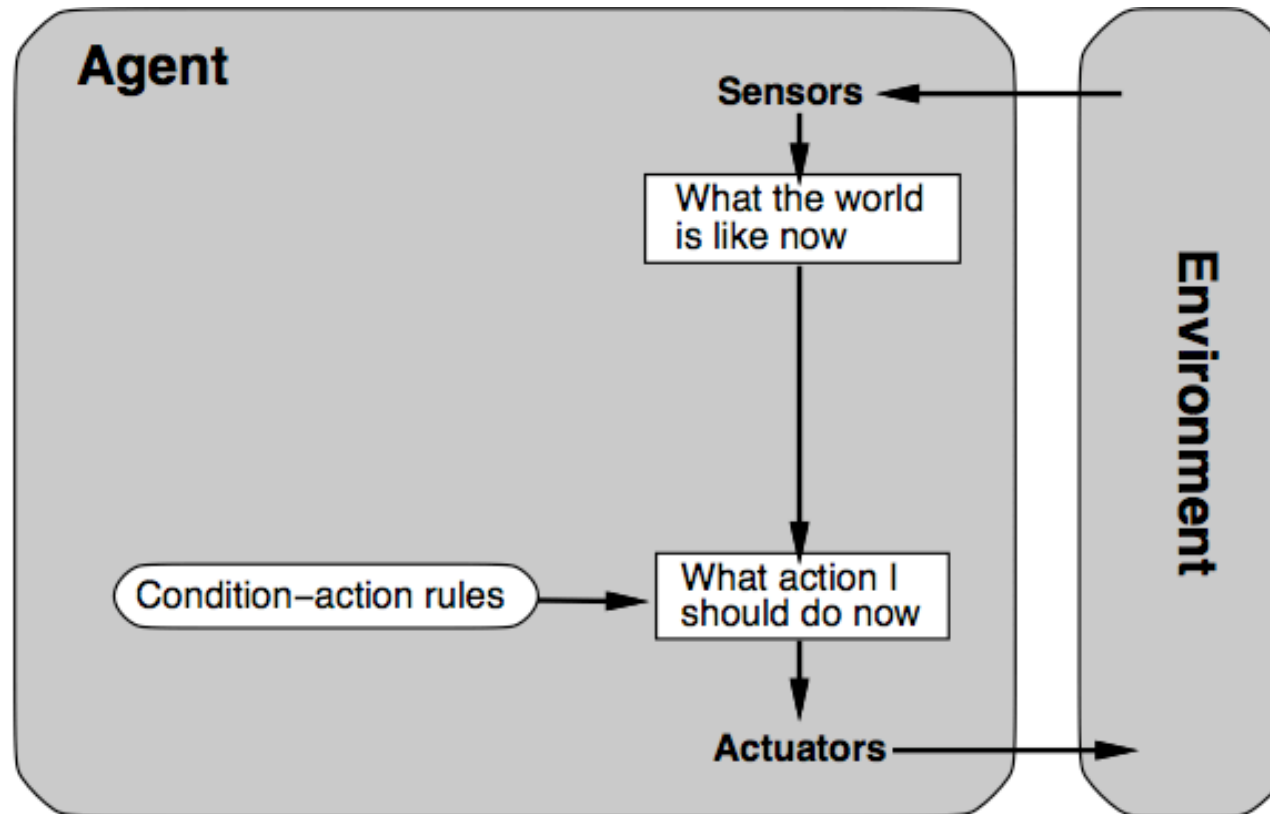 Agent
Sensors
What the world
is like now
Environment
Condition–action rules
What action I
should do now
Actuators